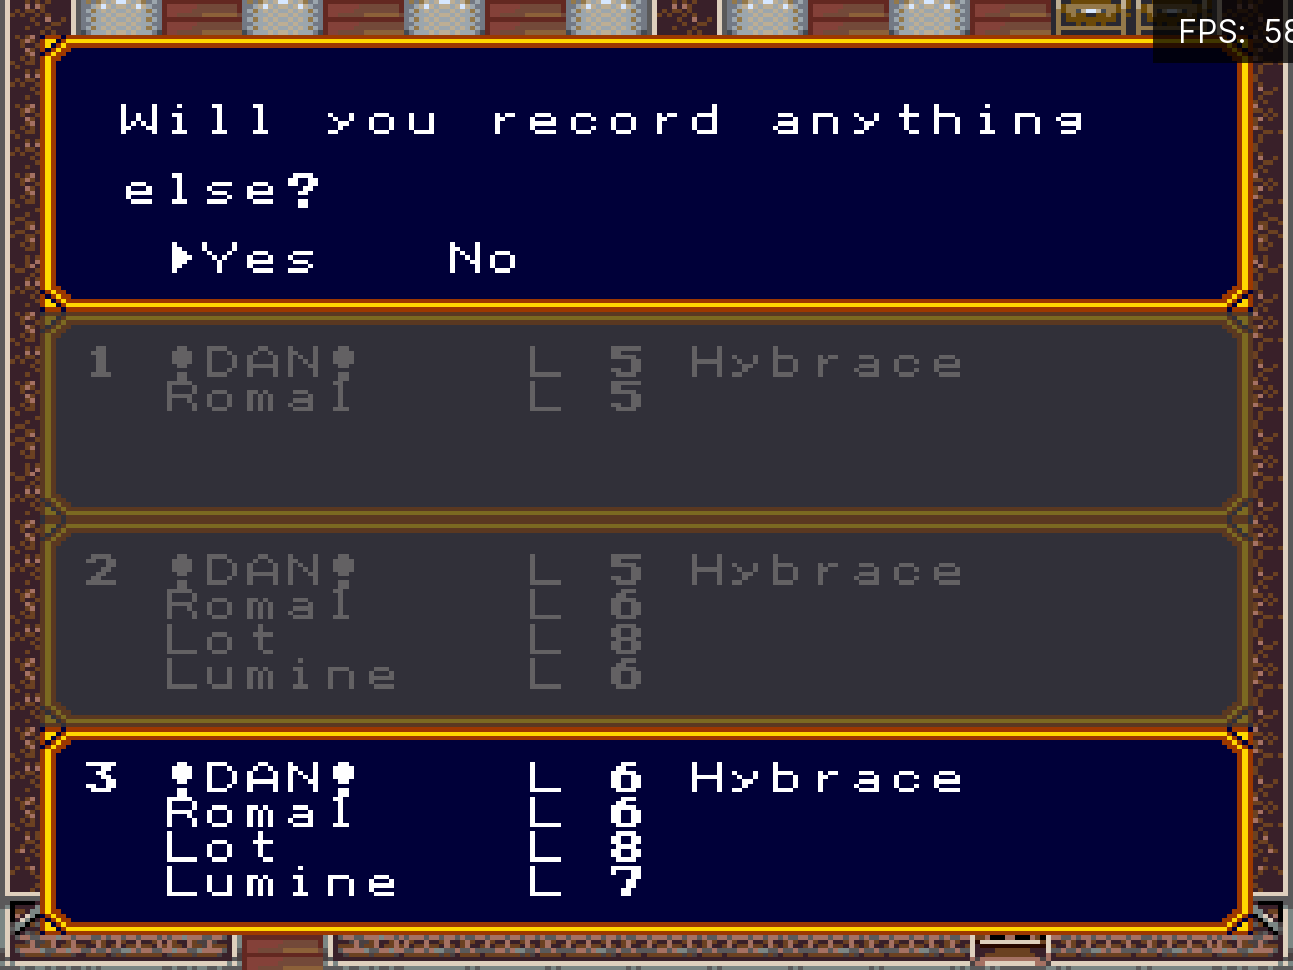 FPS: 58
Will you record anything
else?
▶Yes No
1 !DAN! L 5 Hybrace
Romal L 5
2 !DAN! L 5 Hybrace
Romal L 6
Lot L 8
Lumine L 6
3 !DAN! L 6 Hybrace
Romal L 6
Lot L 8
Lumine L 7